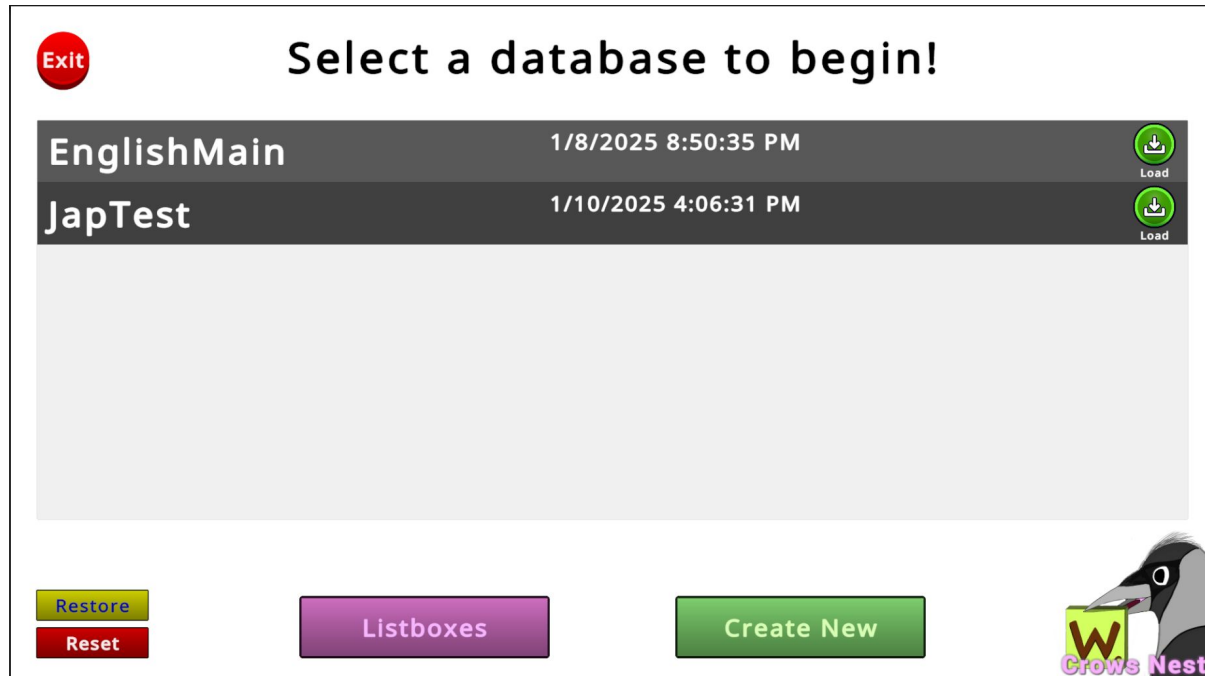 Exit
Select a database to begin!
EnglishMain
1/8/2025 8:50:35 PM
Load
JapTest
1/10/2025 4:06:31 PM
Load
Restore
Reset
Listboxes
Create New
W
Crows Nest